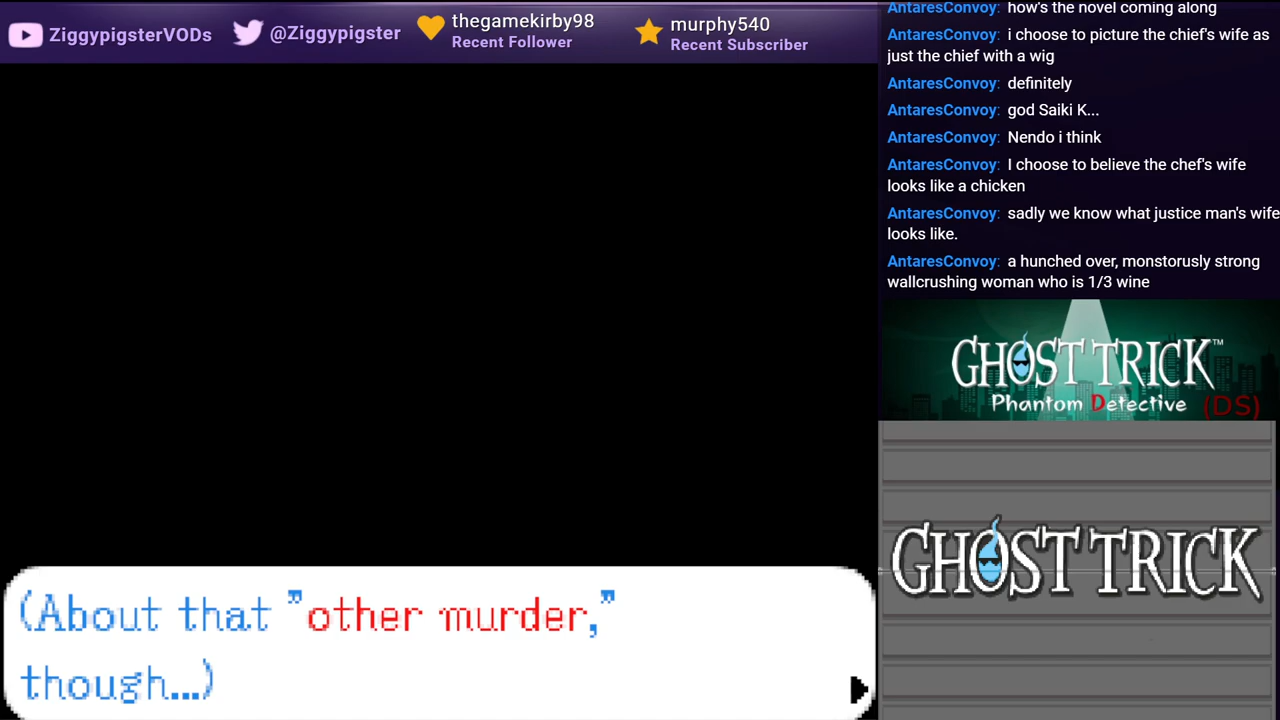 ZiggypigsterVODs
@Ziggypigster
thegamekirby98
Recent Follower
murphy540
Recent Subscriber
AntaresConvoy: how's the novel coming along
AntaresConvoy: i choose to picture the chief's wife as
just the chief with a wig
AntaresConvoy: definitely
AntaresConvoy: god Saiki K...
AntaresConvoy: Nendo i think
AntaresConvoy: I choose to believe the chef's wife
looks like a chicken
AntaresConvoy: sadly we know what justice man's wife
looks like.
AntaresConvoy: a hunched over, monstorusly strong
wallcrushing woman who is 1/3 wine
GHOST TRICK™
Phantom Detective (DS)
GHOST TRICK
(About that "other murder,"
though...)